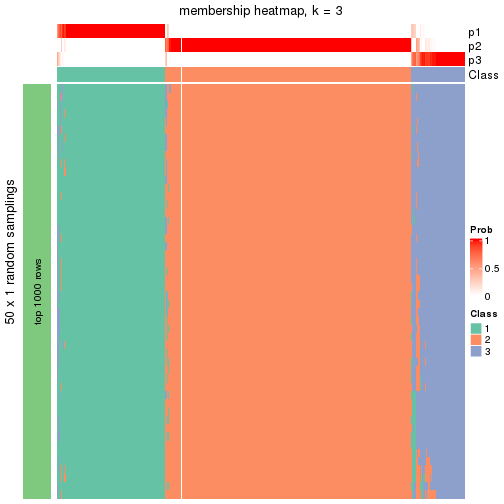 membership heatmap, k = 3
p1
p2
p3
Class
50 x 1 random samplings
top 1000 rows
Prob
1
0.5
0
Class
1
2
3